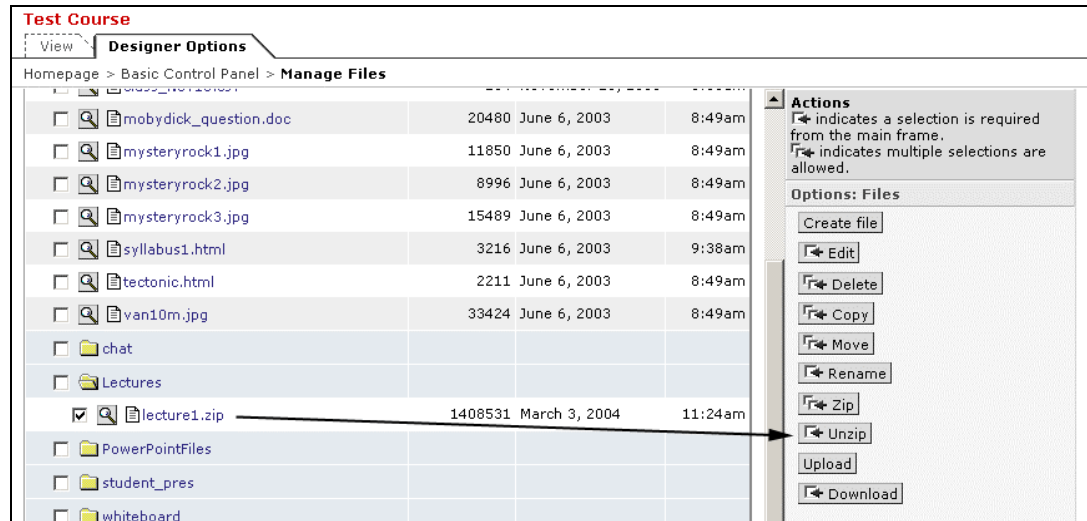 Test Course
View Designer Options
Homepage > Basic Control Panel > Manage Files
mobydick_question.doc 20480 June 6, 2003 8:49am
mysteryrock1.jpg 11850 June 6, 2003 8:49am
mysteryrock2.jpg 8996 June 6, 2003 8:49am
mysteryrock3.jpg 15489 June 6, 2003 8:49am
syllabus1.html 3216 June 6, 2003 9:38am
tectonic.html 2211 June 6, 2003 8:49am
van10m.jpg 33424 June 6, 2003 8:49am
chat
Lectures
lecture1.zip 1408531 March 3, 2004 11:24am
PowerPointFiles
student_pres
whiteboard
Actions
indicates a selection is required
from the main frame.
indicates multiple selections are
allowed.
Options: Files
Create file
Edit
Delete
Copy
Move
Rename
Zip
Unzip
Upload
Download